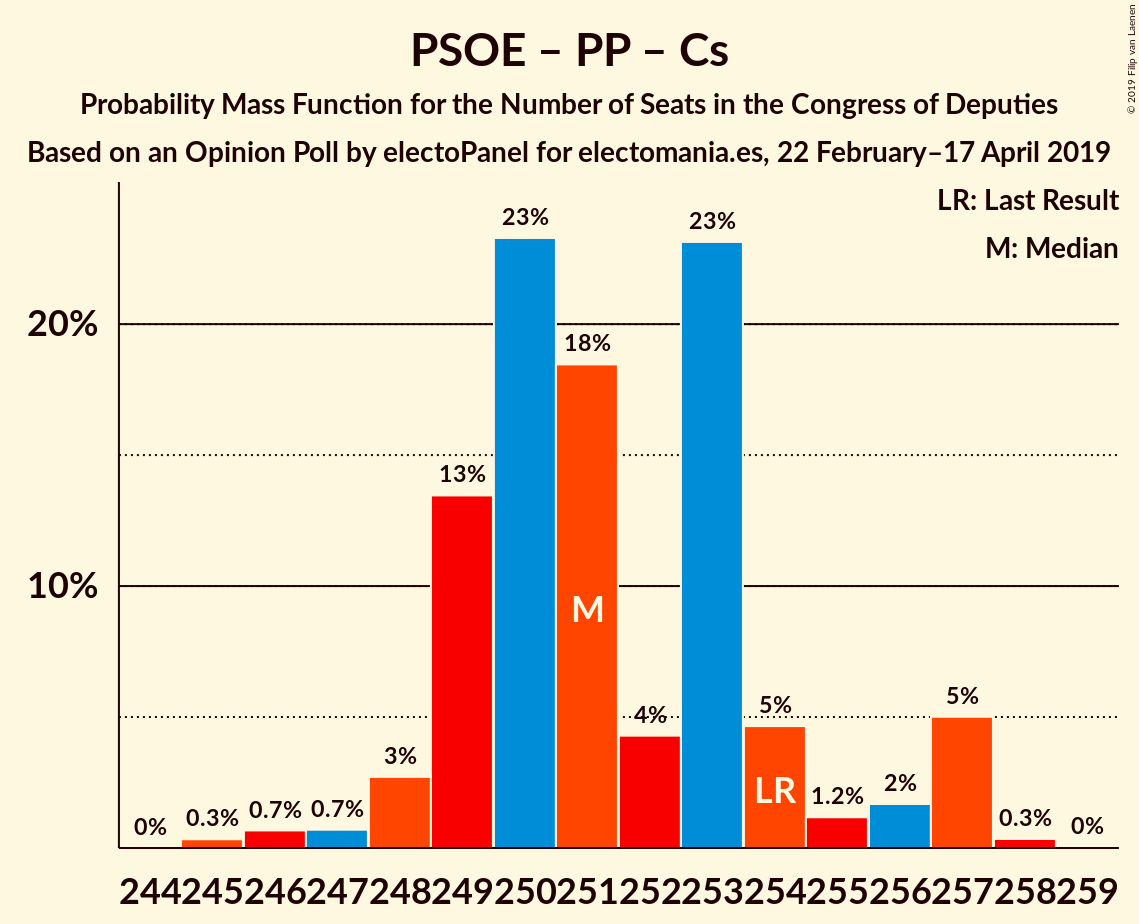 PSOE – PP – Cs
Probability Mass Function for the Number of Seats in the Congress of Deputies
Based on an Opinion Poll by electoPanel for electomania.es, 22 February–17 April 2019
© 2019 Filip van Laenen
LR: Last Result
M: Median
20%
10%
0%
0.3%
0.7%
0.7%
3%
13%
23%
18%
4%
23%
5%
1.2%
2%
5%
0.3%
0%
M
LR
244 245 246 247 248 249 250 251 252 253 254 255 256 257 258 259